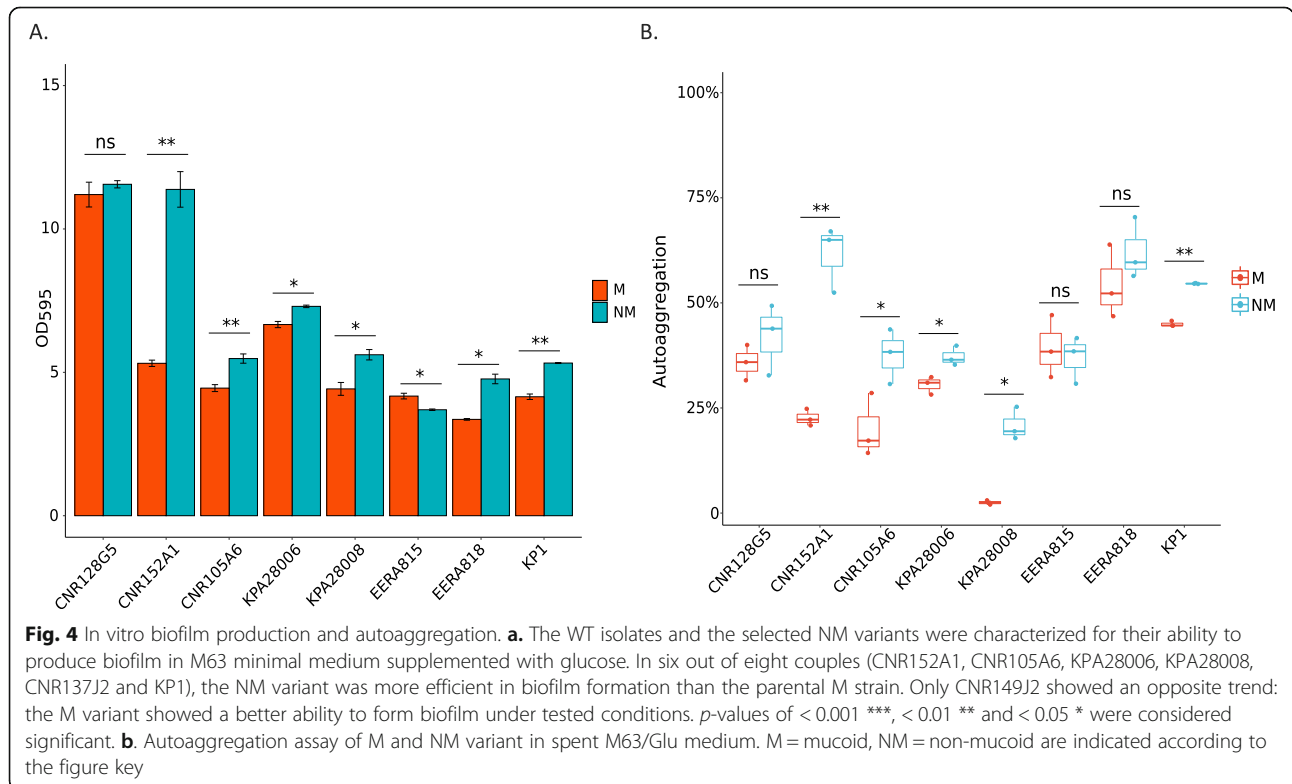 A.
15
10
5
0
OD595
ns
**
**
*
*
*
*
**
M
NM
CNR128G5
CNR152A1
CNR105A6
KPA28006
KPA28008
EERA815
EERA818
KP1
B.
100%
75%
50%
25%
0
Autoaggregation
ns
**
*
*
*
ns
ns
**
M
NM
CNR128G5
CNR152A1
CNR105A6
KPA28006
KPA28008
EERA815
EERA818
KP1
Fig. 4 In vitro biofilm production and autoaggregation. a. The WT isolates and the selected NM variants were characterized for their ability to
produce biofilm in M63 minimal medium supplemented with glucose. In six out of eight couples (CNR152A1, CNR105A6, KPA28006, KPA28008,
CNR137J2 and KP1), the NM variant was more efficient in biofilm formation than the parental M strain. Only CNR149J2 showed an opposite trend:
the M variant showed a better ability to form biofilm under tested conditions. p-values of < 0.001 ***, < 0.01 ** and < 0.05 * were considered
significant. b. Autoaggregation assay of M and NM variant in spent M63/Glu medium. M = mucoid, NM = non-mucoid are indicated according to
the figure key